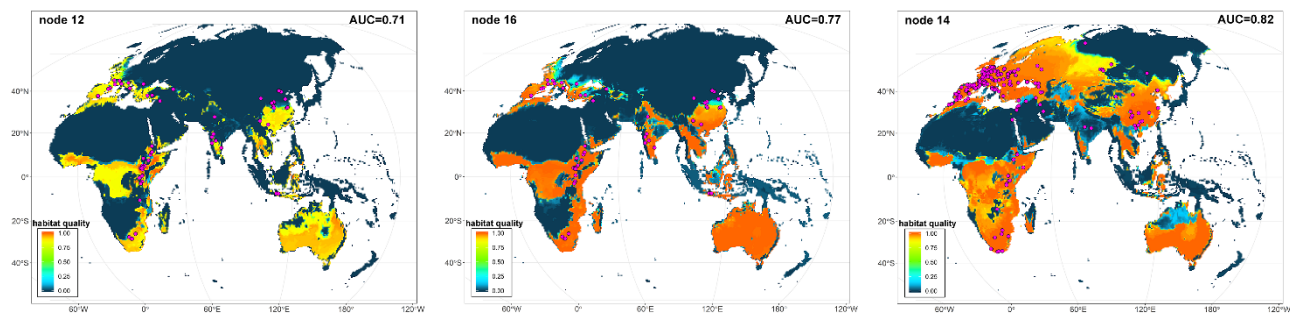 node 12 AUC=0.71
40°N
20°N
0°
20°S
40°S
habitat quality
1.00
0.75
0.50
0.25
0.00
60°W 0°E 60°E 120°E 180° 120°W
node 16 AUC=0.77
40°N
20°N
0°
20°S
40°S
habitat quality
1.00
0.75
0.50
0.25
0.00
60°W 0° 60°E 120°E 180° 120°W
node 14 AUC=0.82
40°N
20°N
0°
20°S
40°S
habitat quality
1.00
0.75
0.50
0.25
0.00
60°W 0° 60°E 120°E 180° 120°W